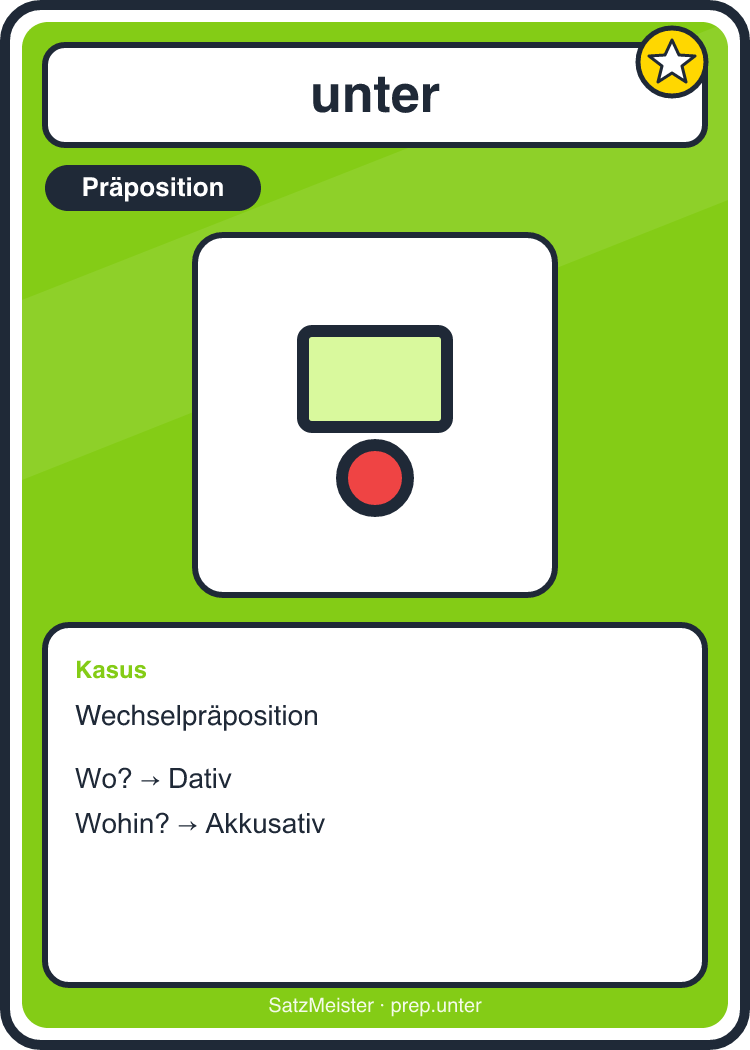 unter
Präposition
Kasus
Wechselpräposition
Wo? → Dativ
Wohin? → Akkusativ
SatzMeister · prep.unter